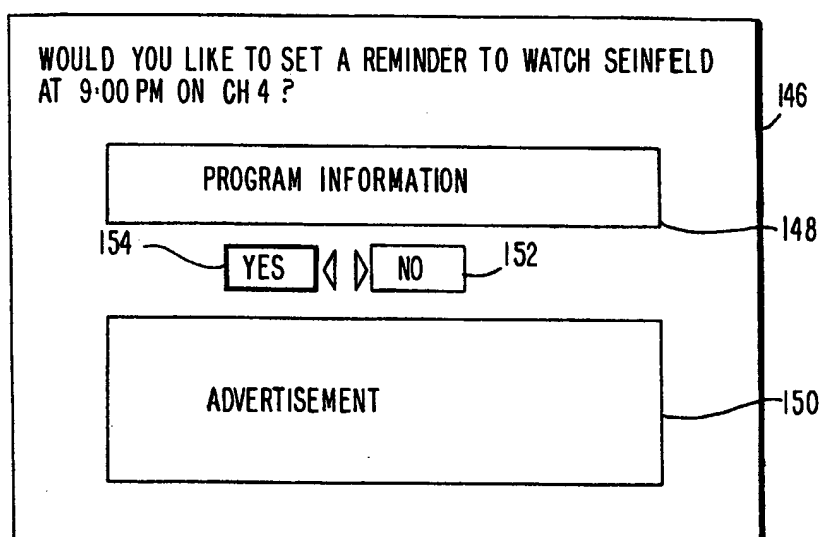 WOULD YOU LIKE TO SET A REMINDER TO WATCH SEINFELD
AT 9:00 PM ON CH 4 ?
146
PROGRAM INFORMATION
148
154
YES
NO
152
ADVERTISEMENT
150